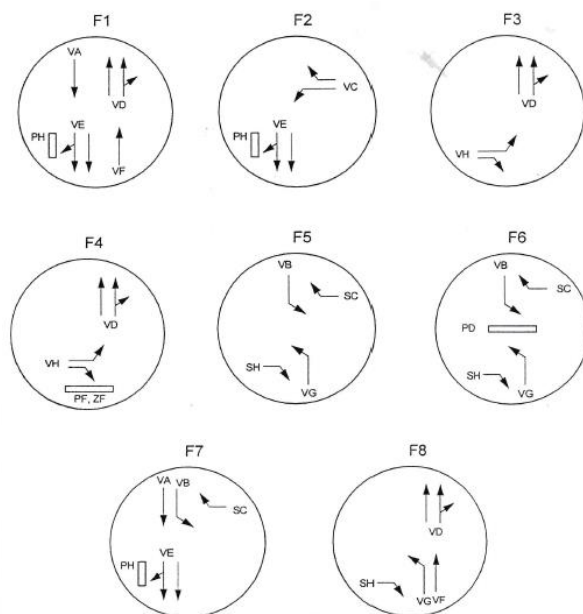 F1
F2
F3
VA
VD
VE
PH
VF
VC
VE
PH
VD
VH
F4
F5
F6
VD
VH
PF, ZF
VB
SC
SH
VG
VB
SC
PD
SH
VG
F7
F8
VA VB
SC
VE
PH
VD
SH
VG VF